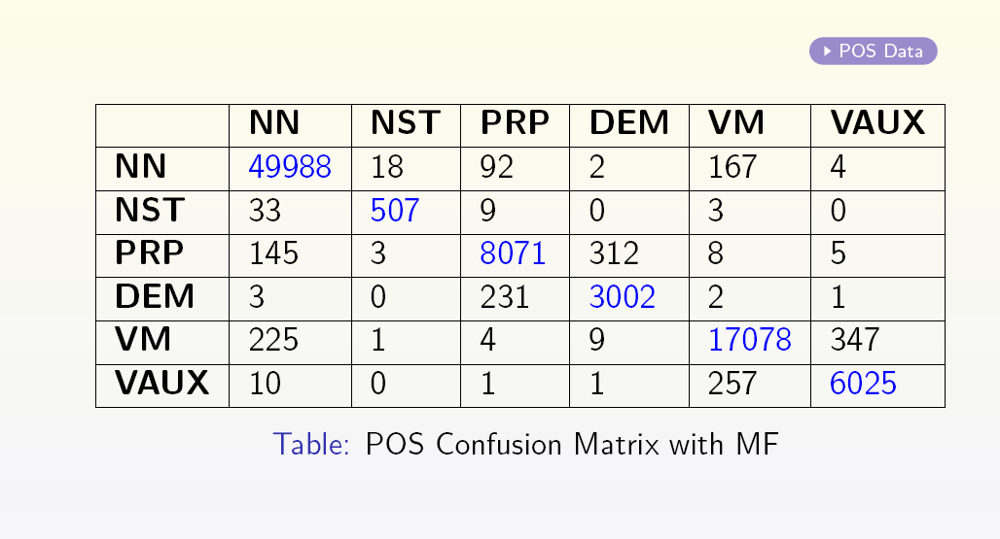 POS Data
NN NST PRP DEM VM VAUX
NN 49988 18 92 2 167 4
NST 33 507 9 0 3 0
PRP 145 3 8071 312 8 5
DEM 3 0 231 3002 2 1
VM 225 1 4 9 17078 347
VAUX 10 0 1 1 257 6025
Table: POS Confusion Matrix with MF